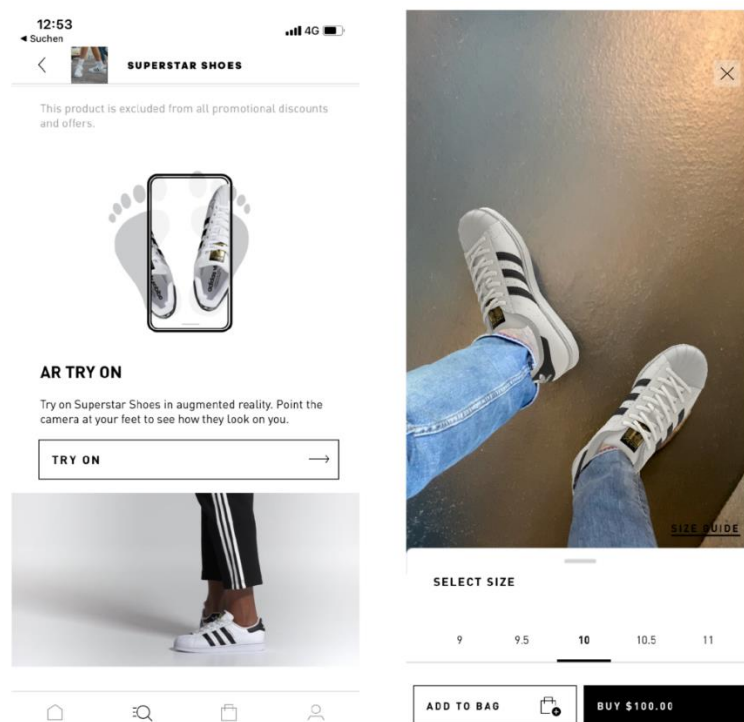 12:53
4G
◀ Suchen
SUPERSTAR SHOES
This product is excluded from all promotional discounts
and offers.
AR TRY ON
Try on Superstar Shoes in augmented reality. Point the
camera at your feet to see how they look on you.
TRY ON
SIZE GUIDE
SELECT SIZE
9 9.5 10 10.5 11
ADD TO BAG
BUY $100.00